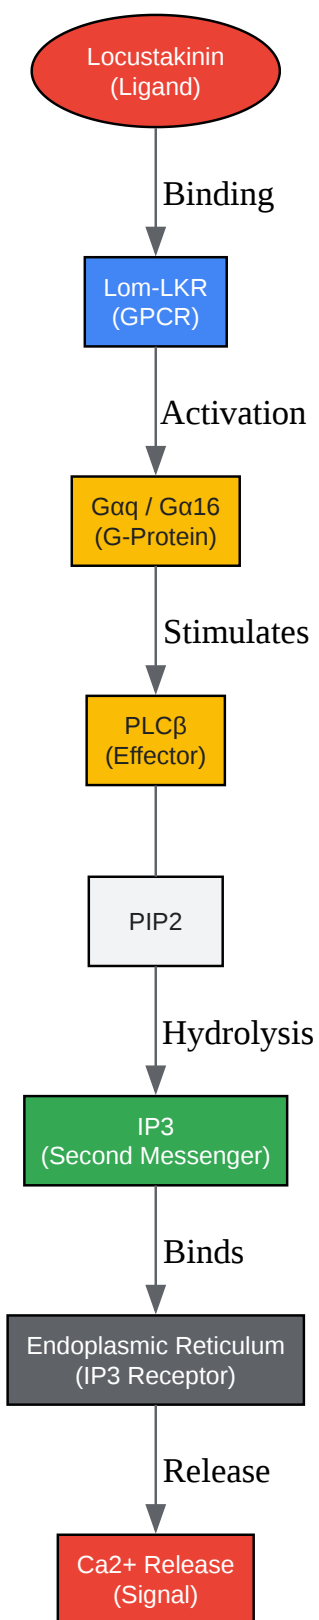 Locustakinin
(Ligand)
Binding
Lom-LKR
(GPCR)
Activation
Gαq / Gα16
(G-Protein)
Stimulates
PLCβ
(Effector)
PIP2
Hydrolysis
IP3
(Second Messenger)
Binds
Endoplasmic Reticulum
(IP3 Receptor)
Release
Ca2+ Release
(Signal)